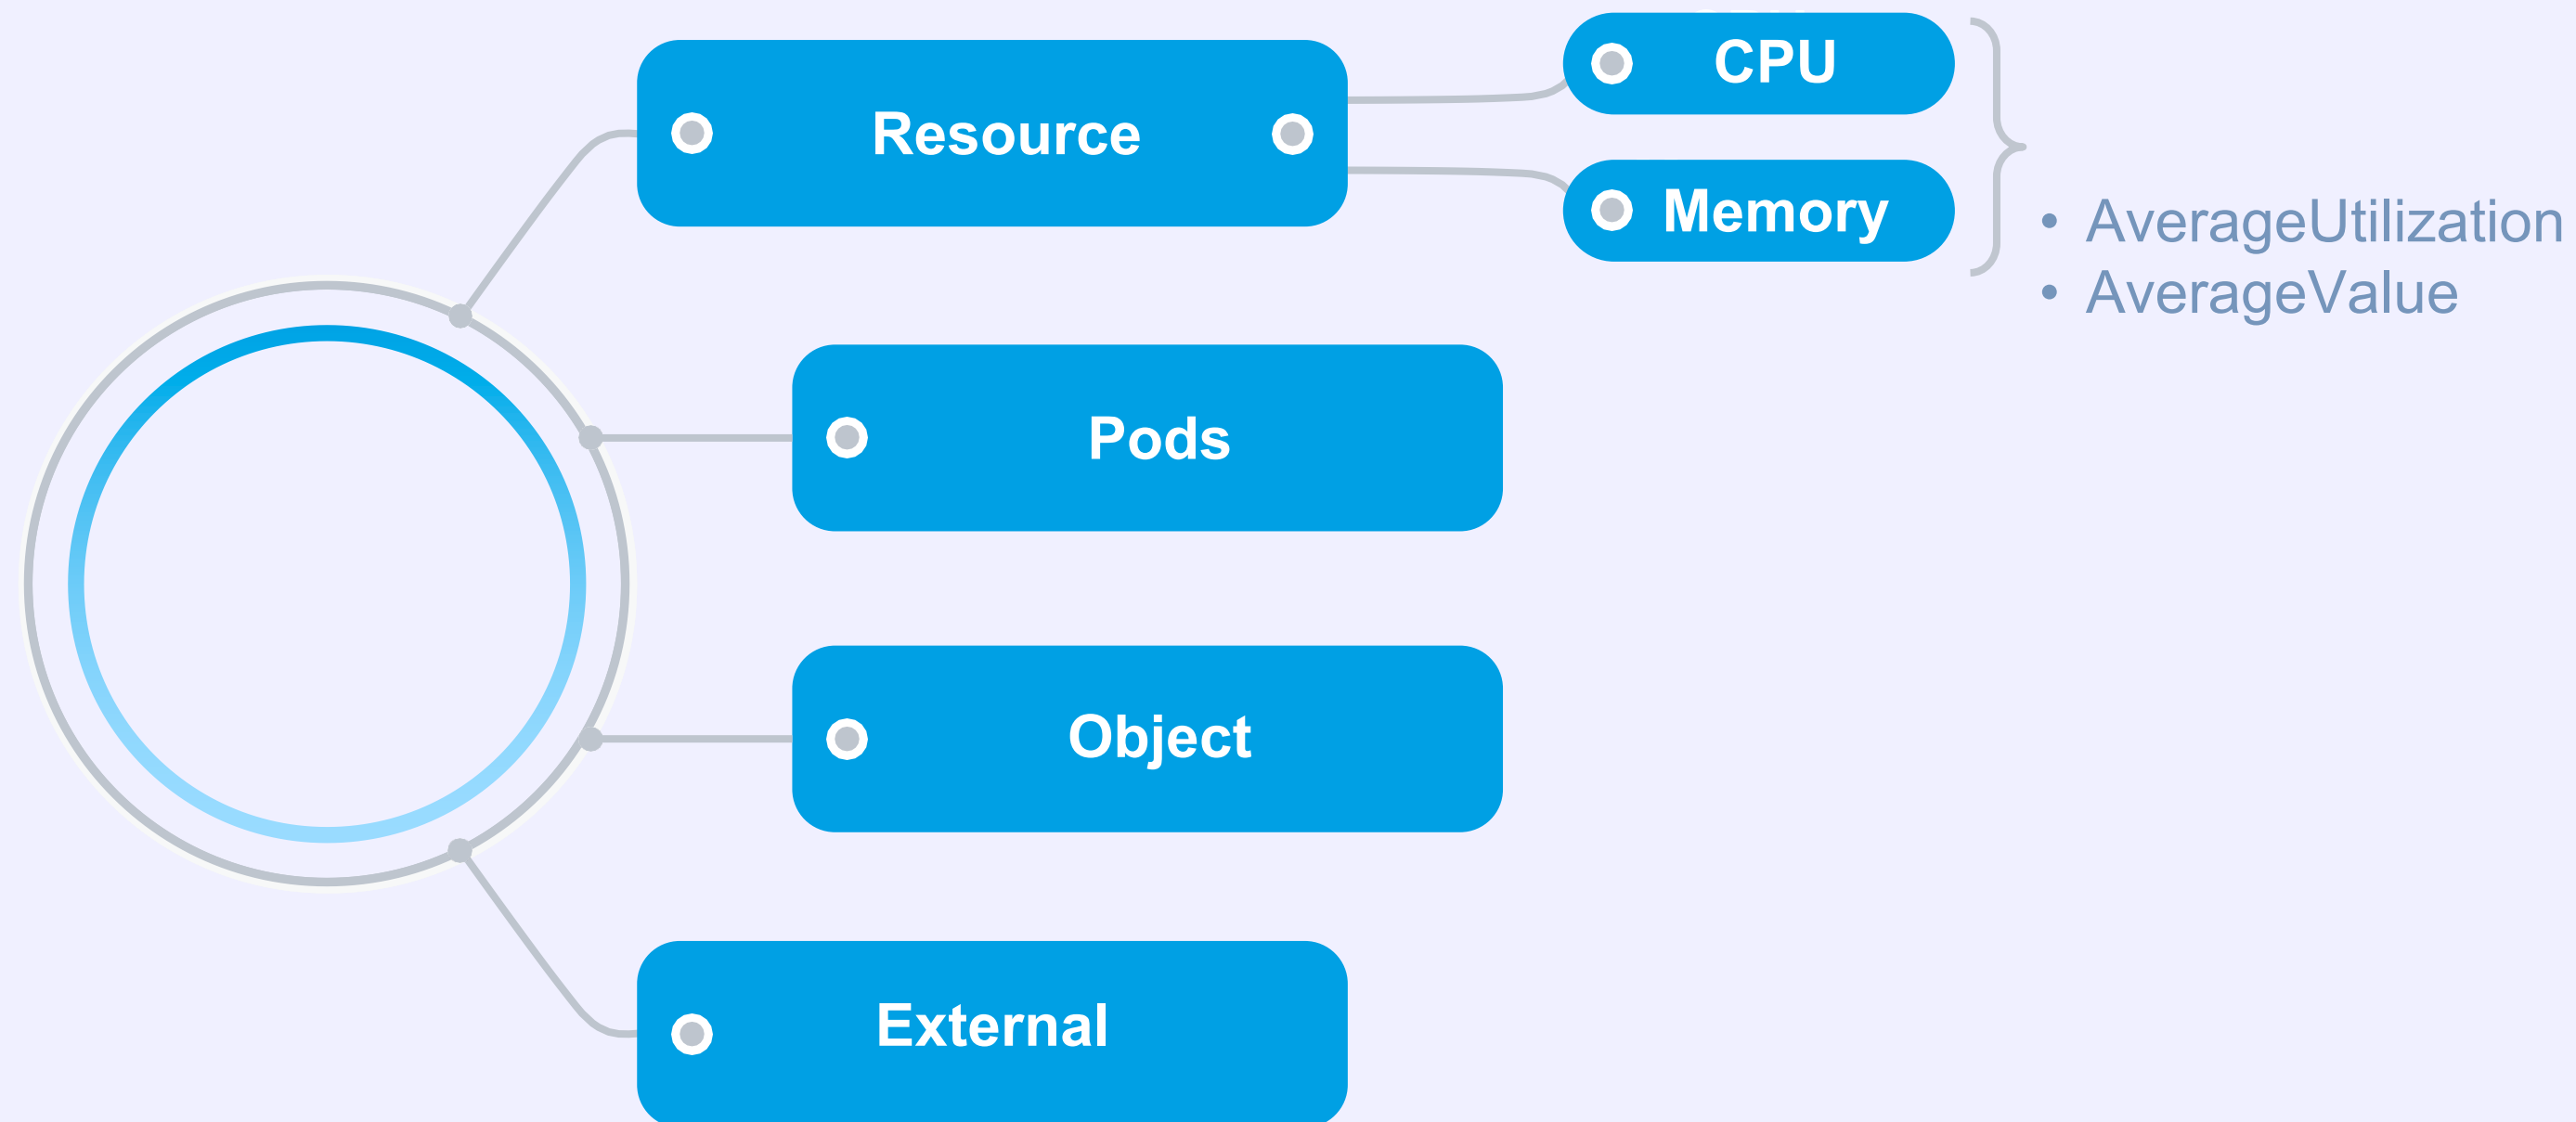 CPU
Resource
Memory
• AverageUtilization
• AverageValue
Pods
Object
External